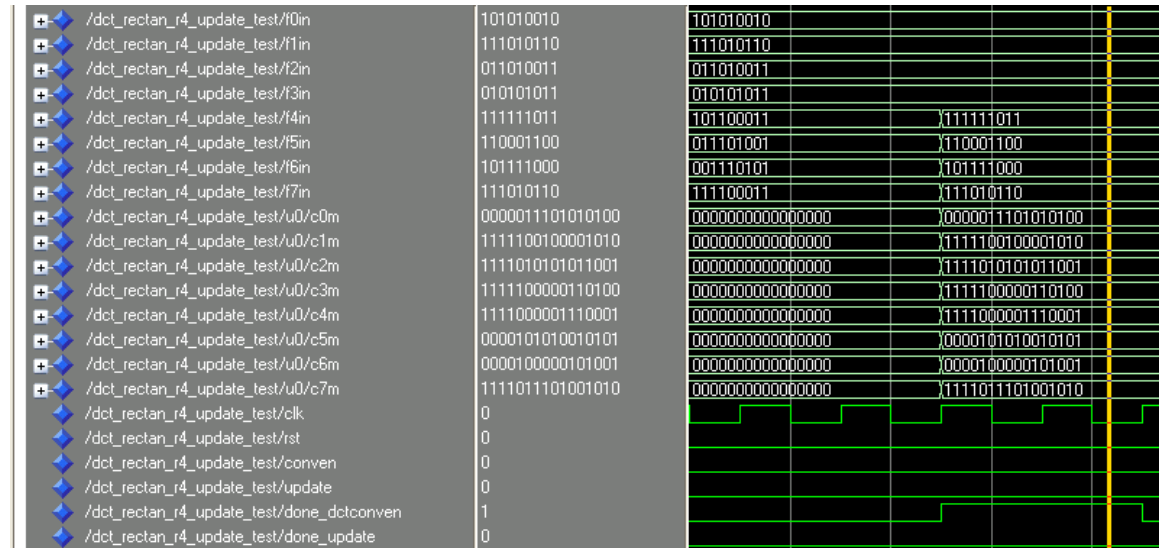 /dct_rectan_r4_update_test/f0in 101010010 101010010
/dct_rectan_r4_update_test/f1in 111010110 111010110
/dct_rectan_r4_update_test/f2in 011010011 011010011
/dct_rectan_r4_update_test/f3in 010101011 010101011
/dct_rectan_r4_update_test/f4in 111111011 101100011 111111011
/dct_rectan_r4_update_test/f5in 110001100 011101001 110001100
/dct_rectan_r4_update_test/f6in 101111000 001110101 101111000
/dct_rectan_r4_update_test/f7in 111010110 111100011 111010110
/dct_rectan_r4_update_test/u0/c0m 0000011101010100 0000000000000000 0000011101010100
/dct_rectan_r4_update_test/u0/c1m 1111100100001010 0000000000000000 1111100100001010
/dct_rectan_r4_update_test/u0/c2m 1111010101011001 0000000000000000 1111010101011001
/dct_rectan_r4_update_test/u0/c3m 1111100000110100 0000000000000000 1111100000110100
/dct_rectan_r4_update_test/u0/c4m 1111000001110001 0000000000000000 1111000001110001
/dct_rectan_r4_update_test/u0/c5m 0000101010010101 0000000000000000 0000101010010101
/dct_rectan_r4_update_test/u0/c6m 0000100000101001 0000000000000000 0000100000101001
/dct_rectan_r4_update_test/u0/c7m 1111011101001010 0000000000000000 1111011101001010
/dct_rectan_r4_update_test/clk 0
/dct_rectan_r4_update_test/rst 0
/dct_rectan_r4_update_test/conven 0
/dct_rectan_r4_update_test/update 0
/dct_rectan_r4_update_test/done_dctconven 1
/dct_rectan_r4_update_test/done_update 0